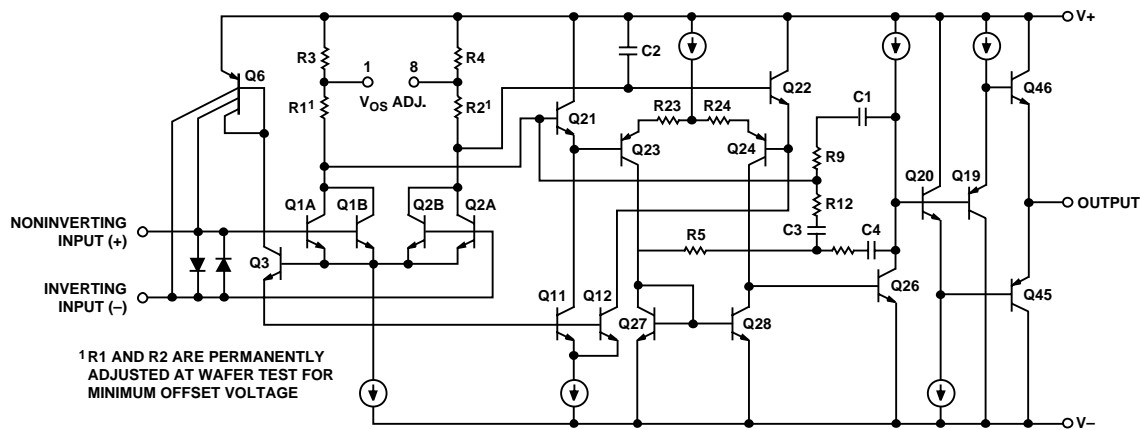 V+
R3
R4
Q6
1
8
C2
Q22
Q46
R1¹
VOS ADJ.
R2¹
Q21
R23
R24
C1
Q23
Q24
R9
Q1A
Q1B
Q2B
Q2A
Q20
Q19
NONINVERTING
INPUT (+)
R12
OUTPUT
Q3
R5
C3
C4
INVERTING
INPUT (–)
Q11
Q12
Q27
Q28
Q26
Q45
¹R1 AND R2 ARE PERMANENTLY
ADJUSTED AT WAFER TEST FOR
MINIMUM OFFSET VOLTAGE
V–